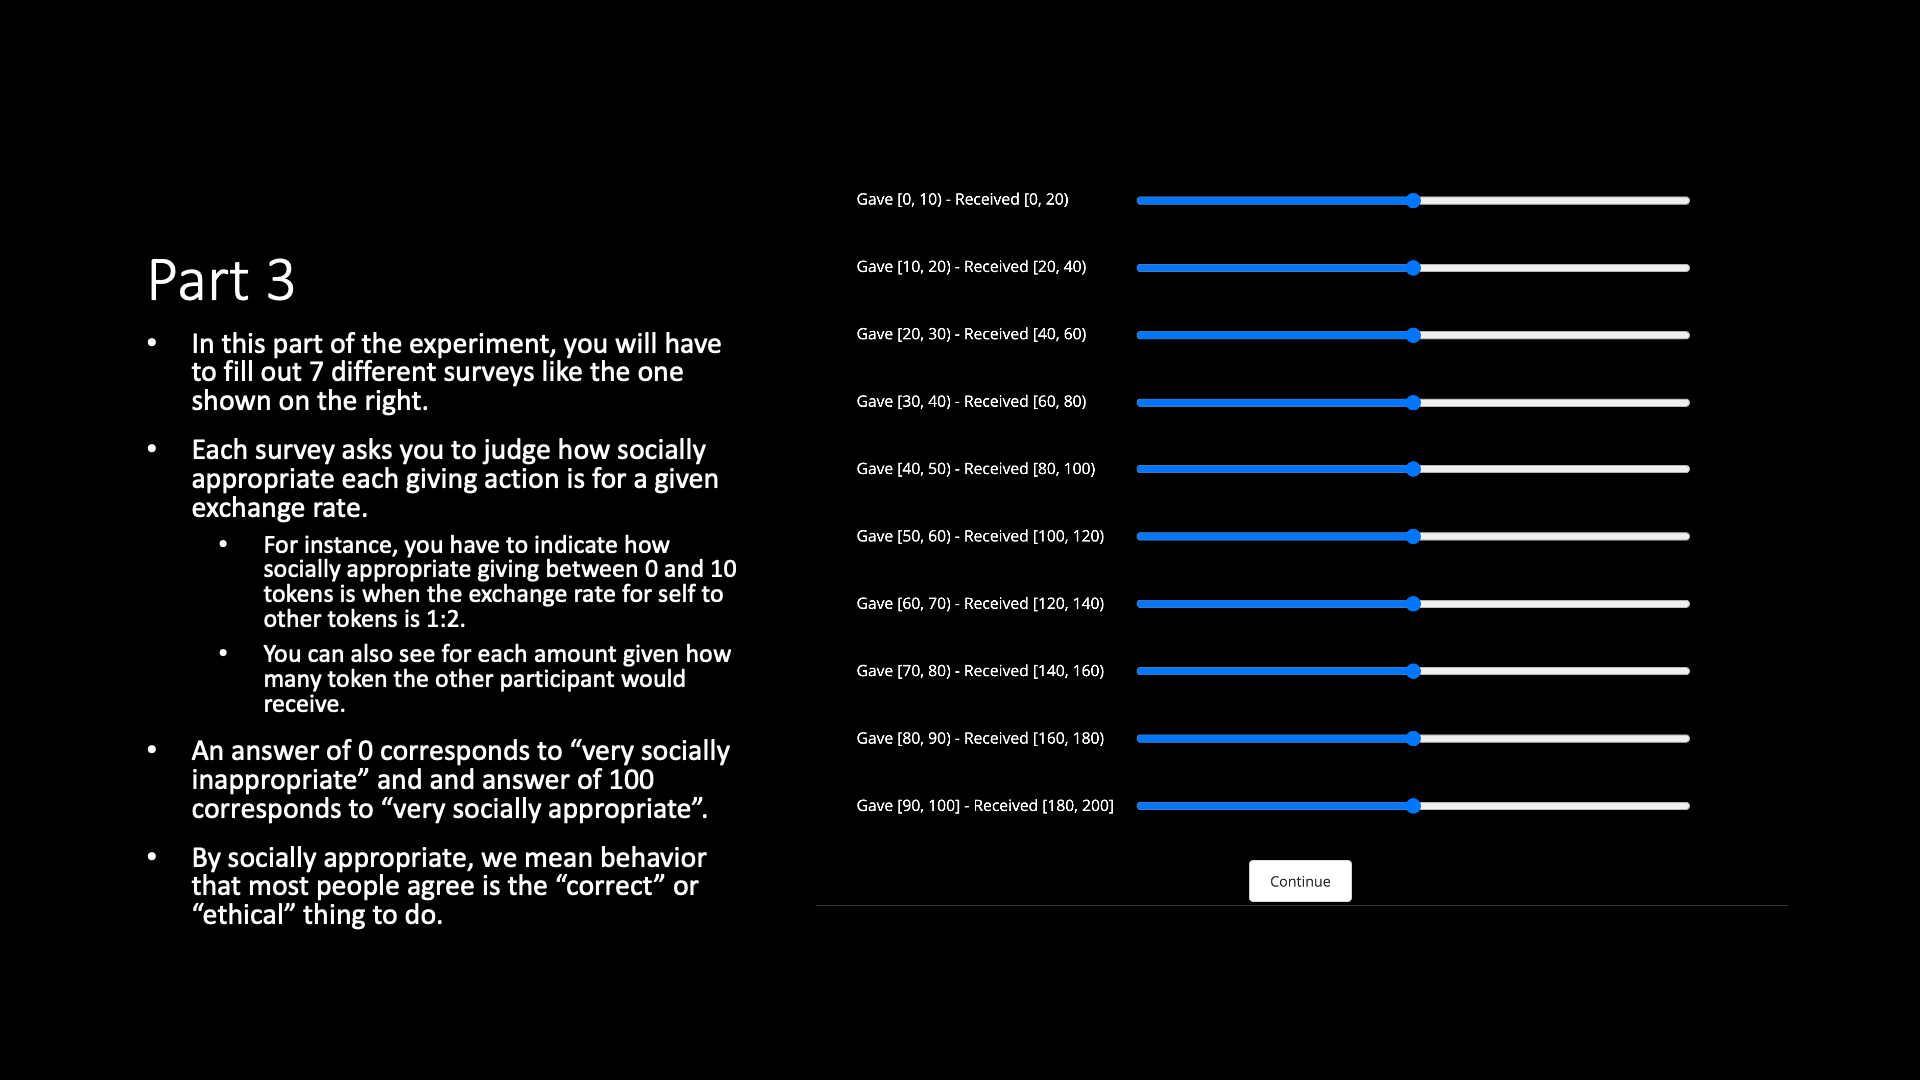 Part 3
• In this part of the experiment, you will have
to fill out 7 different surveys like the one
shown on the right.
• Each survey asks you to judge how socially
appropriate each giving action is for a given
exchange rate.
• For instance, you have to indicate how
socially appropriate giving between 0 and 10
tokens is when the exchange rate for self to
other tokens is 1:2.
• You can also see for each amount given how
many token the other participant would
receive.
• An answer of 0 corresponds to “very socially
inappropriate” and and answer of 100
corresponds to “very socially appropriate”.
• By socially appropriate, we mean behavior
that most people agree is the “correct” or
“ethical” thing to do.
Gave [0, 10) - Received [0, 20)
Gave [10, 20) - Received [20, 40)
Gave [20, 30) - Received [40, 60)
Gave [30, 40) - Received [60, 80)
Gave [40, 50) - Received [80, 100)
Gave [50, 60) - Received [100, 120)
Gave [60, 70) - Received [120, 140)
Gave [70, 80) - Received [140, 160)
Gave [80, 90) - Received [160, 180)
Gave [90, 100] - Received [180, 200]
Continue